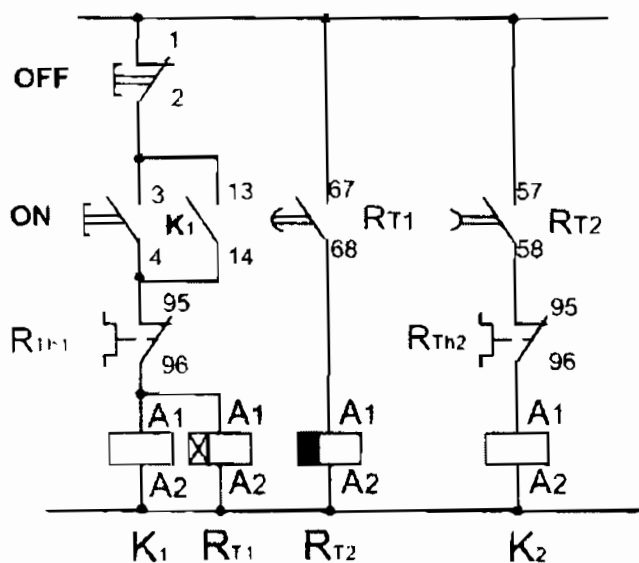 1
OFF
2
3 13 67 57
ON K1 RT1 RT2
4 14 68 58
95 95
RTh1 RTh2
96 96
A1 A1 A1 A1
A2 A2 A2 A2
K1 RT1 RT2 K2